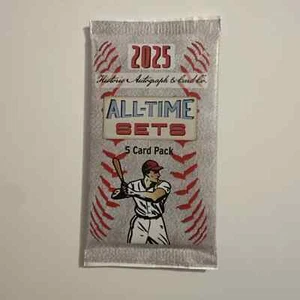 2025
Historic Autograph & Card Co.
ALL-TIME
SETS
5 Card Pack